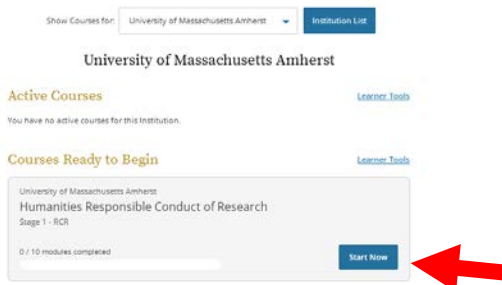 Show Courses for: University of Massachusetts Amherst Institution List
University of Massachusetts Amherst
Active Courses Learner Tools
You have no active courses for this Institution.
Courses Ready to Begin Learner Tools
University of Massachusetts Amherst
Humanities Responsible Conduct of Research
Stage 1 - RCR
0 / 10 modules completed Start Now